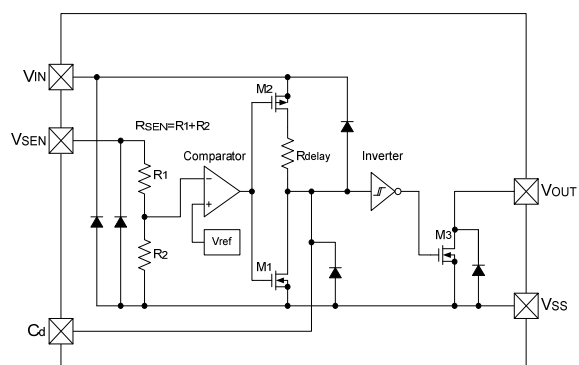 VIN
M2
VSEN
RSEN=R1+R2
Comparator
Rdelay
Inverter
R1
−
+
Vref
VOUT
R2
M1
M3
VSS
Cd